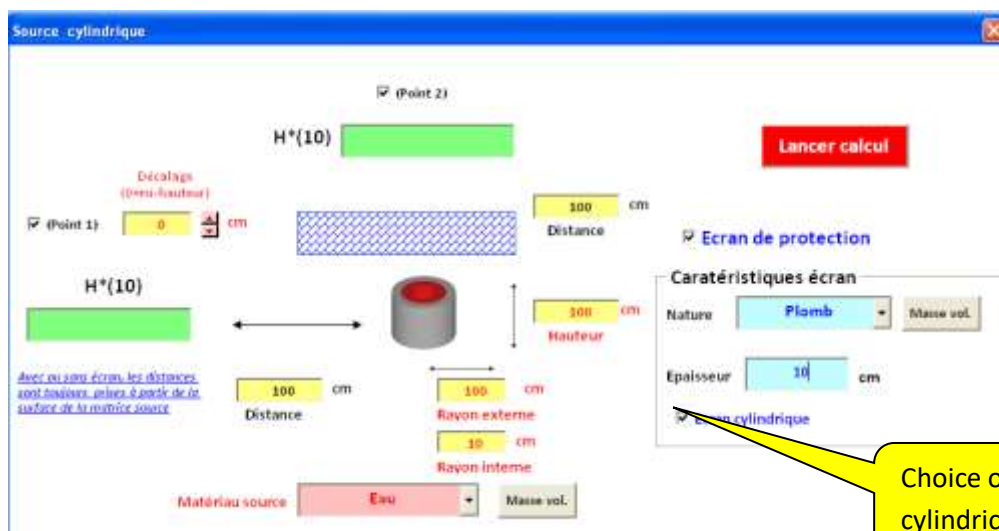 Source cylindrique
(Point 2)
H*(10)
Lancer calcul
Décalage
(0=mi-hauteur)
(Point 1)
0
cm
100
cm
Distance
Ecran de protection
H*(10)
Caratéristiques écran
Nature
Plomb
Masse vol.
100
cm
Hauteur
Avec ou sans écran, les distances
sont toujours prises à partir de la
surface de la matrice source
Epaisseur
10
cm
100
cm
Distance
100
cm
Rayon externe
Ecran cylindrique
10
cm
Rayon interne
Matériau source
Eau
Masse vol.
Choice
cylindric